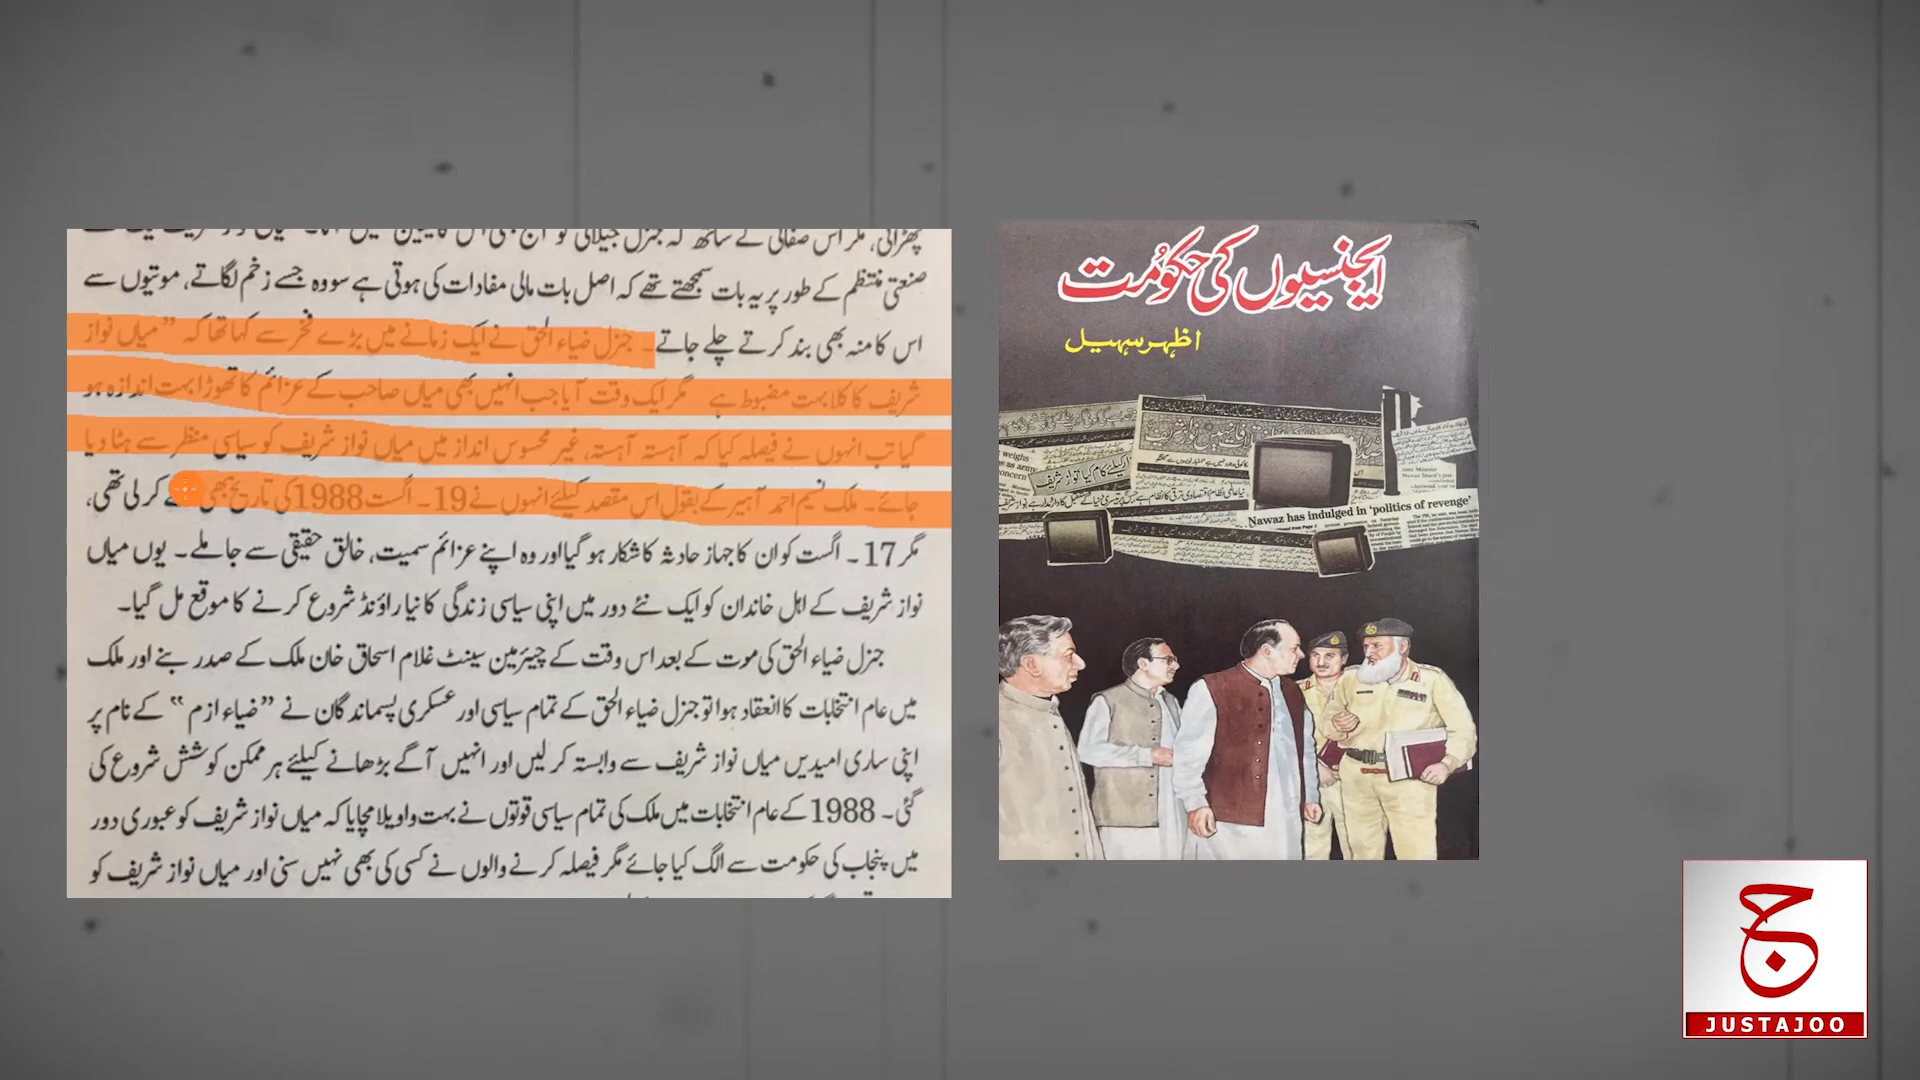 صنعتی منتظم کے طور پر یہ بات سمجھتے تھے کہ اصل بات مالی مفادات کی ہوتی ہے سو وہ جسے زخم لگاتے، موتیوں سے
اس کا منہ بھی بند کرتے چلے جاتے۔ جنرل ضیاء الحق نے ایک زمانے میں بڑے فخر سے کہا تھا کہ ”میاں نواز
شریف کا کلا بہت مضبوط ہے مگر ایک وقت آیا جب انہیں بھی میاں صاحب کے عزائم کا تھوڑا بہت اندازہ ہو
گیا تب انہوں نے فیصلہ کیا کہ آہستہ آہستہ، غیر محسوس انداز میں میاں نواز شریف کو سیاسی منظر سے ہٹا دیا
جائے۔ ملک نسیم احمد آہیر کے بقول اس مقصد کیلئے انہوں نے 19۔ اگست 1988 کی تاریخ بھی کر لی تھی،
مگر 17۔ اگست کو ان کا جہاز حادثہ کا شکار ہو گیا اور وہ اپنے عزائم سمیت، خالق حقیقی سے جا ملے۔ یوں میاں
نواز شریف کے اہل خاندان کو ایک نئے دور میں اپنی سیاسی زندگی کا نیا راؤنڈ شروع کرنے کا موقع مل گیا۔
جنرل ضیاء الحق کی موت کے بعد اس وقت کے چیئرمین سینٹ غلام اسحاق خان ملک کے صدر بنے اور ملک
میں عام انتخابات کا انعقاد ہوا تو جنرل ضیاء الحق کے تمام سیاسی اور عسکری پسماندگان نے ”ضیاء ازم“ کے نام پر
اپنی ساری امیدیں میاں نواز شریف سے وابستہ کر لیں اور انہیں آگے بڑھانے کیلئے ہر ممکن کوشش شروع کی
گئی۔ 1988 کے عام انتخابات میں ملک کی تمام سیاسی قوتوں نے بہت واویلا مچایا کہ میاں نواز شریف کو عبوری دور
میں پنجاب کی حکومت سے الگ کیا جائے مگر فیصلہ کرنے والوں نے کسی کی بھی نہیں سنی اور میاں نواز شریف کو
ایجنسیوں کی حکومت
اظہر سہیل
Nawaz has indulged in 'politics of revenge'
ج
JUSTAJOO